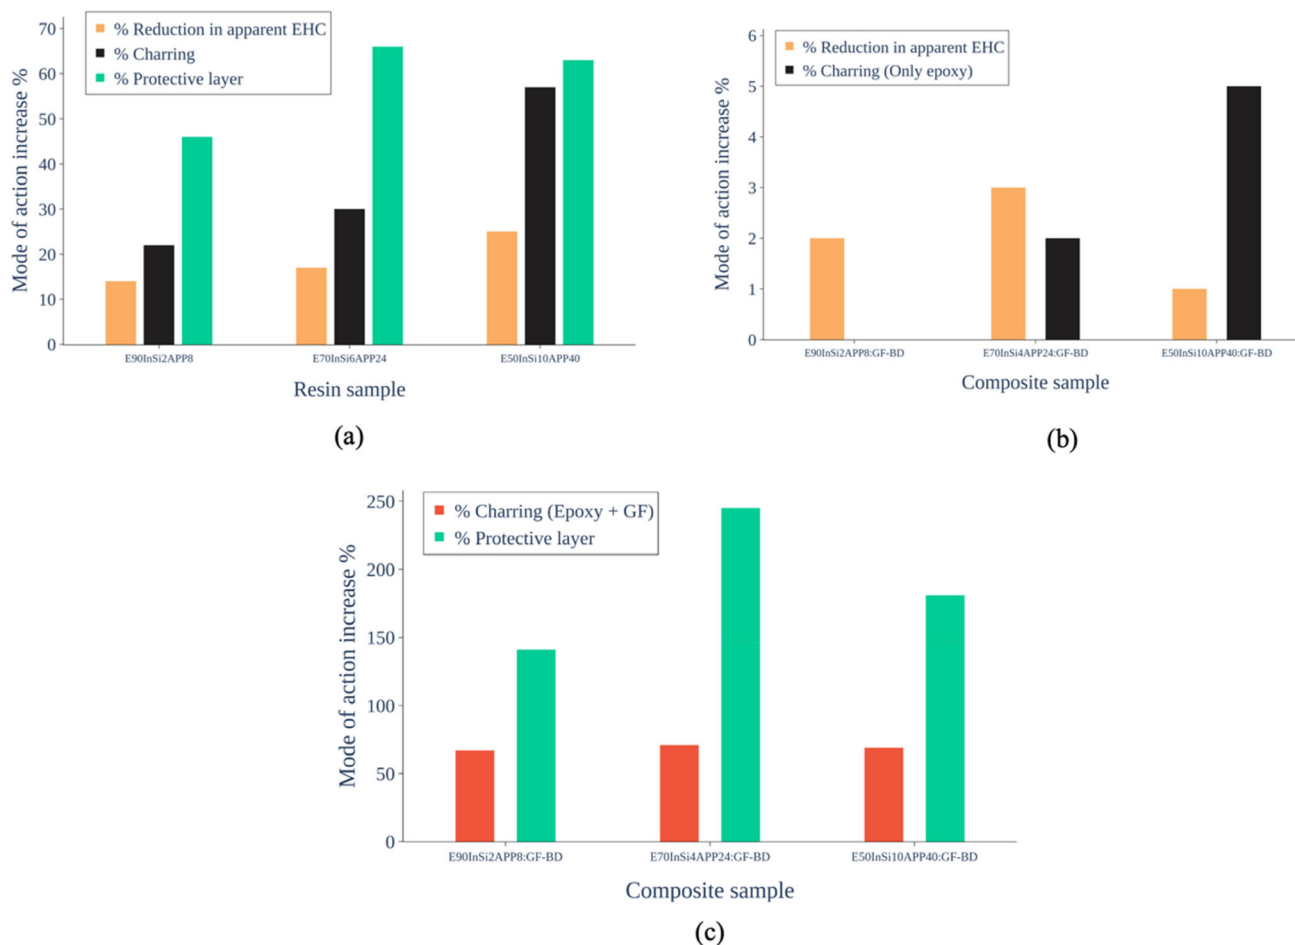 % Reduction in apparent EHC
% Charring
% Protective layer
Mode of action increase %
70
60
50
40
30
20
10
0
E90InSi2APP8
E70InSi6APP24
E50InSi10APP40
Resin sample
(a)
% Reduction in apparent EHC
% Charring (Only epoxy)
Mode of action increase %
6
5
4
3
2
1
0
E90InSi2APP8:GF-BD
E70InSi4APP24:GF-BD
E50InSi10APP40:GF-BD
Composite sample
(b)
% Charring (Epoxy + GF)
% Protective layer
Mode of action increase %
250
200
150
100
50
0
E90InSi2APP8:GF-BD
E70InSi4APP24:GF-BD
E50InSi10APP40:GF-BD
Composite sample
(c)